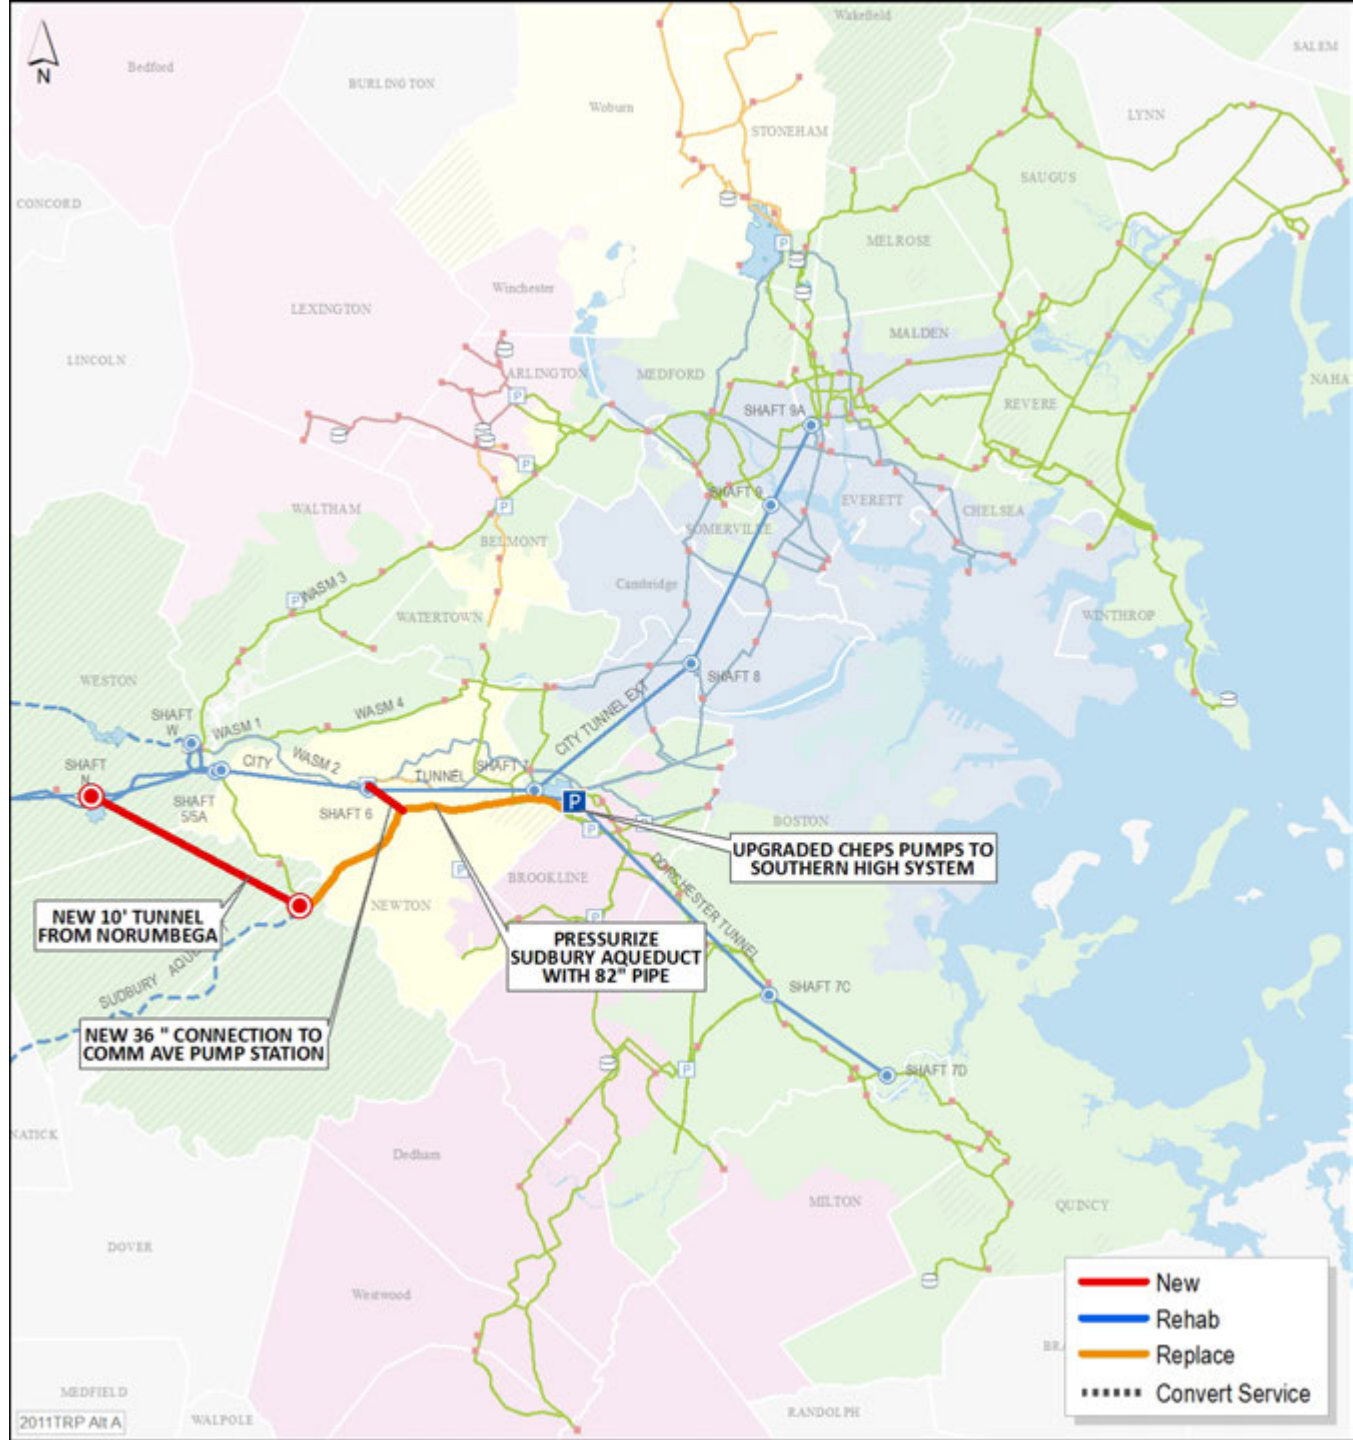 Wakefield
SALEM
N
Bedford
BURLINGTON
Woburn
STONEHAM
LYNN
SAUGUS
CONCORD
MELROSE
Winchester
LEXINGTON
MALDEN
LINCOLN
ARLINGTON
MEDFORD
NAHA
REVERE
SHAFT 9A
SHAFT 9
WALTHAM
EVERETT
CHELSEA
SOMERVILLE
BELMONT
Cambridge
WASM 3
WATERTOWN
WINTHROP
WESTON
SHAFT 8
SHAFT
W
WASM 4
WASM 1
CITY TUNNEL EXT
SHAFT
N
CITY
WASM 2
TUNNEL
SHAFT 7
SHAFT
5/5A
SHAFT 6
P
BOSTON
UPGRADED CHEPS PUMPS TO
SOUTHERN HIGH SYSTEM
BROOKLINE
DORCHESTER TUNNEL
NEWTON
NEW 10' TUNNEL
FROM NORUMBEGA
PRESSURIZE
SUDBURY AQUEDUCT
WITH 82" PIPE
SUDBURY AQUE
SHAFT 7C
NEW 36 " CONNECTION TO
COMM AVE PUMP STATION
SHAFT 7D
NATICK
Dedham
MILTON
QUINCY
DOVER
Westwood
New
Rehab
BRA
Replace
MEDFIELD
Convert Service
2011TRP Alt A
WALPOLE
RANDOLPH